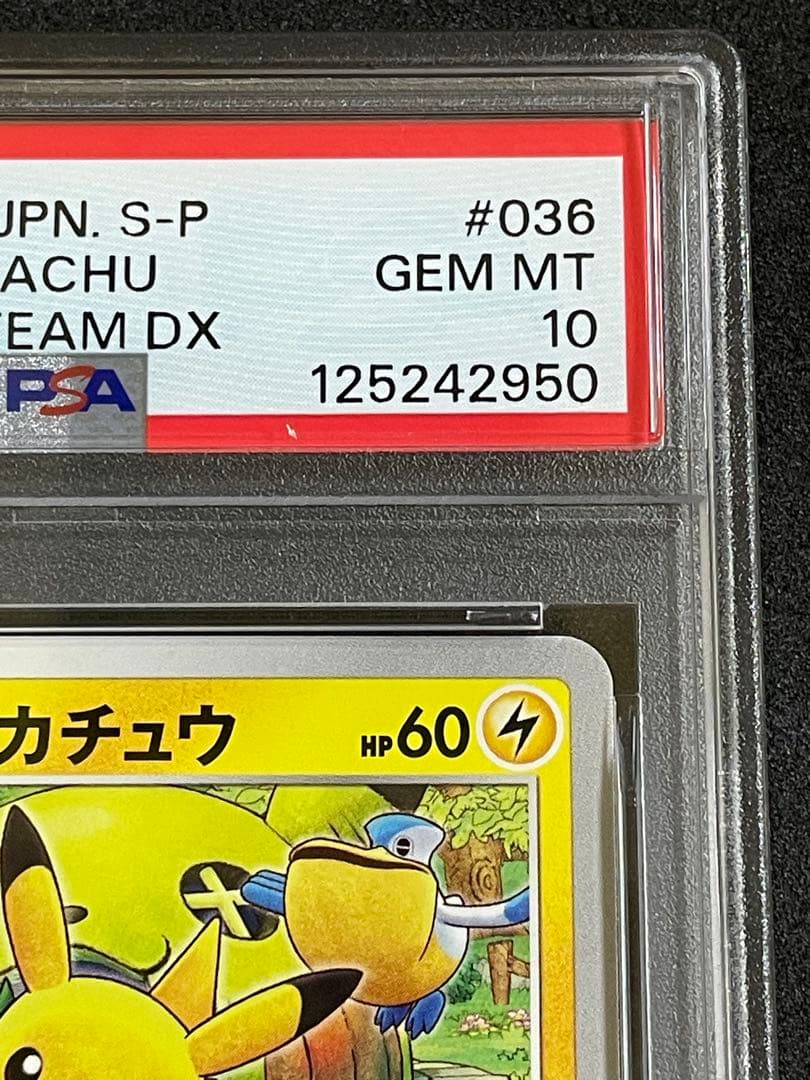 JPN. S-P #036
ACHU GEM MT
TEAM DX 10
PSA 125242950
カチュウ HP60